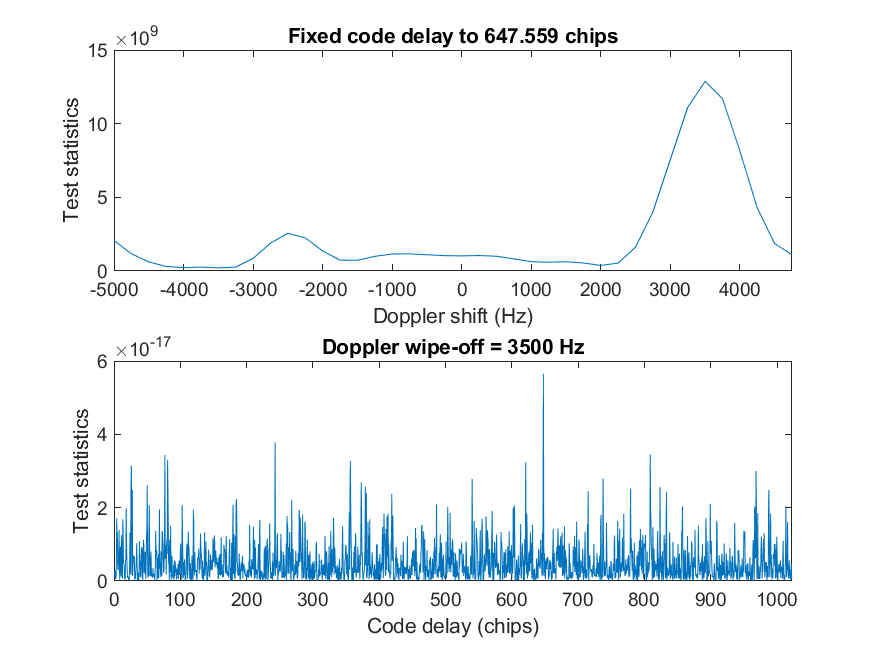 ×10^9
Fixed code delay to 647.559 chips
15
10
5
0
Test statistics
-5000 -4000 -3000 -2000 -1000 0 1000 2000 3000 4000
Doppler shift (Hz)
×10^-17
Doppler wipe-off = 3500 Hz
6
4
2
0
Test statistics
0 100 200 300 400 500 600 700 800 900 1000
Code delay (chips)